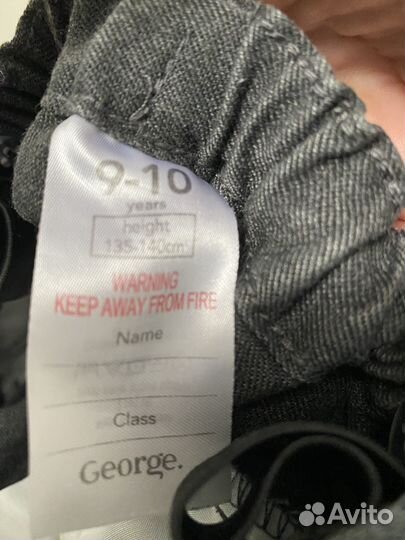 9-10
years
height
135-140cm
WARNING
KEEP AWAY FROM FIRE
Name
Class
George.
Avito